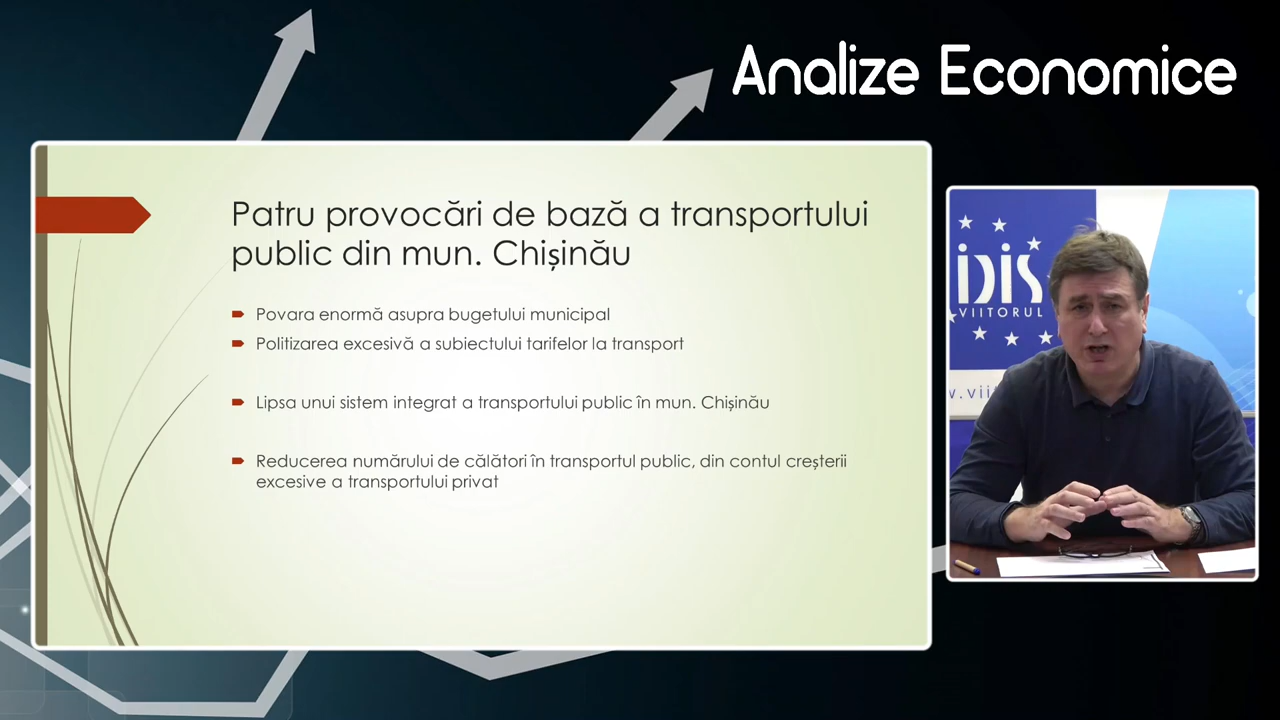 Analize Economice
Patru provocări de bază a transportului
public din mun. Chișinău
Povara enormă asupra bugetului municipal
Politizarea excesivă a subiectului tarifelor la transport
Lipsa unui sistem integrat a transportului public în mun. Chișinău
Reducerea numărului de călători în transportul public, din contul creșterii
excesive a transportului privat
IDIS
VIITORUL